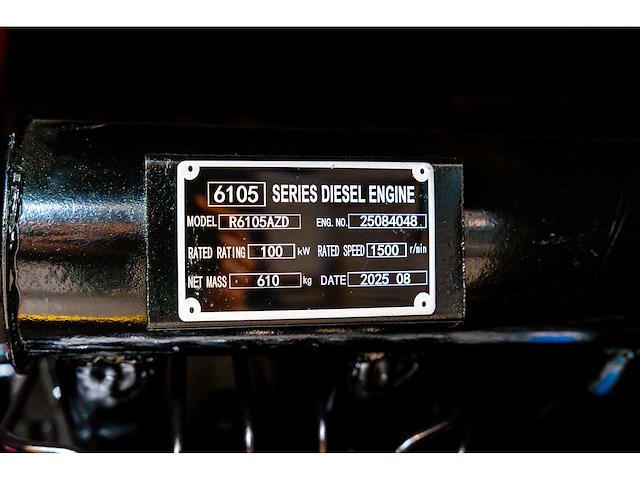 6105 SERIES DIESEL ENGINE
MODEL R6105AZD ENG. NO. 25084048
RATED RATING 100 kW RATED SPEED 1500 r/min
NET MASS 610 kg DATE 2025 08